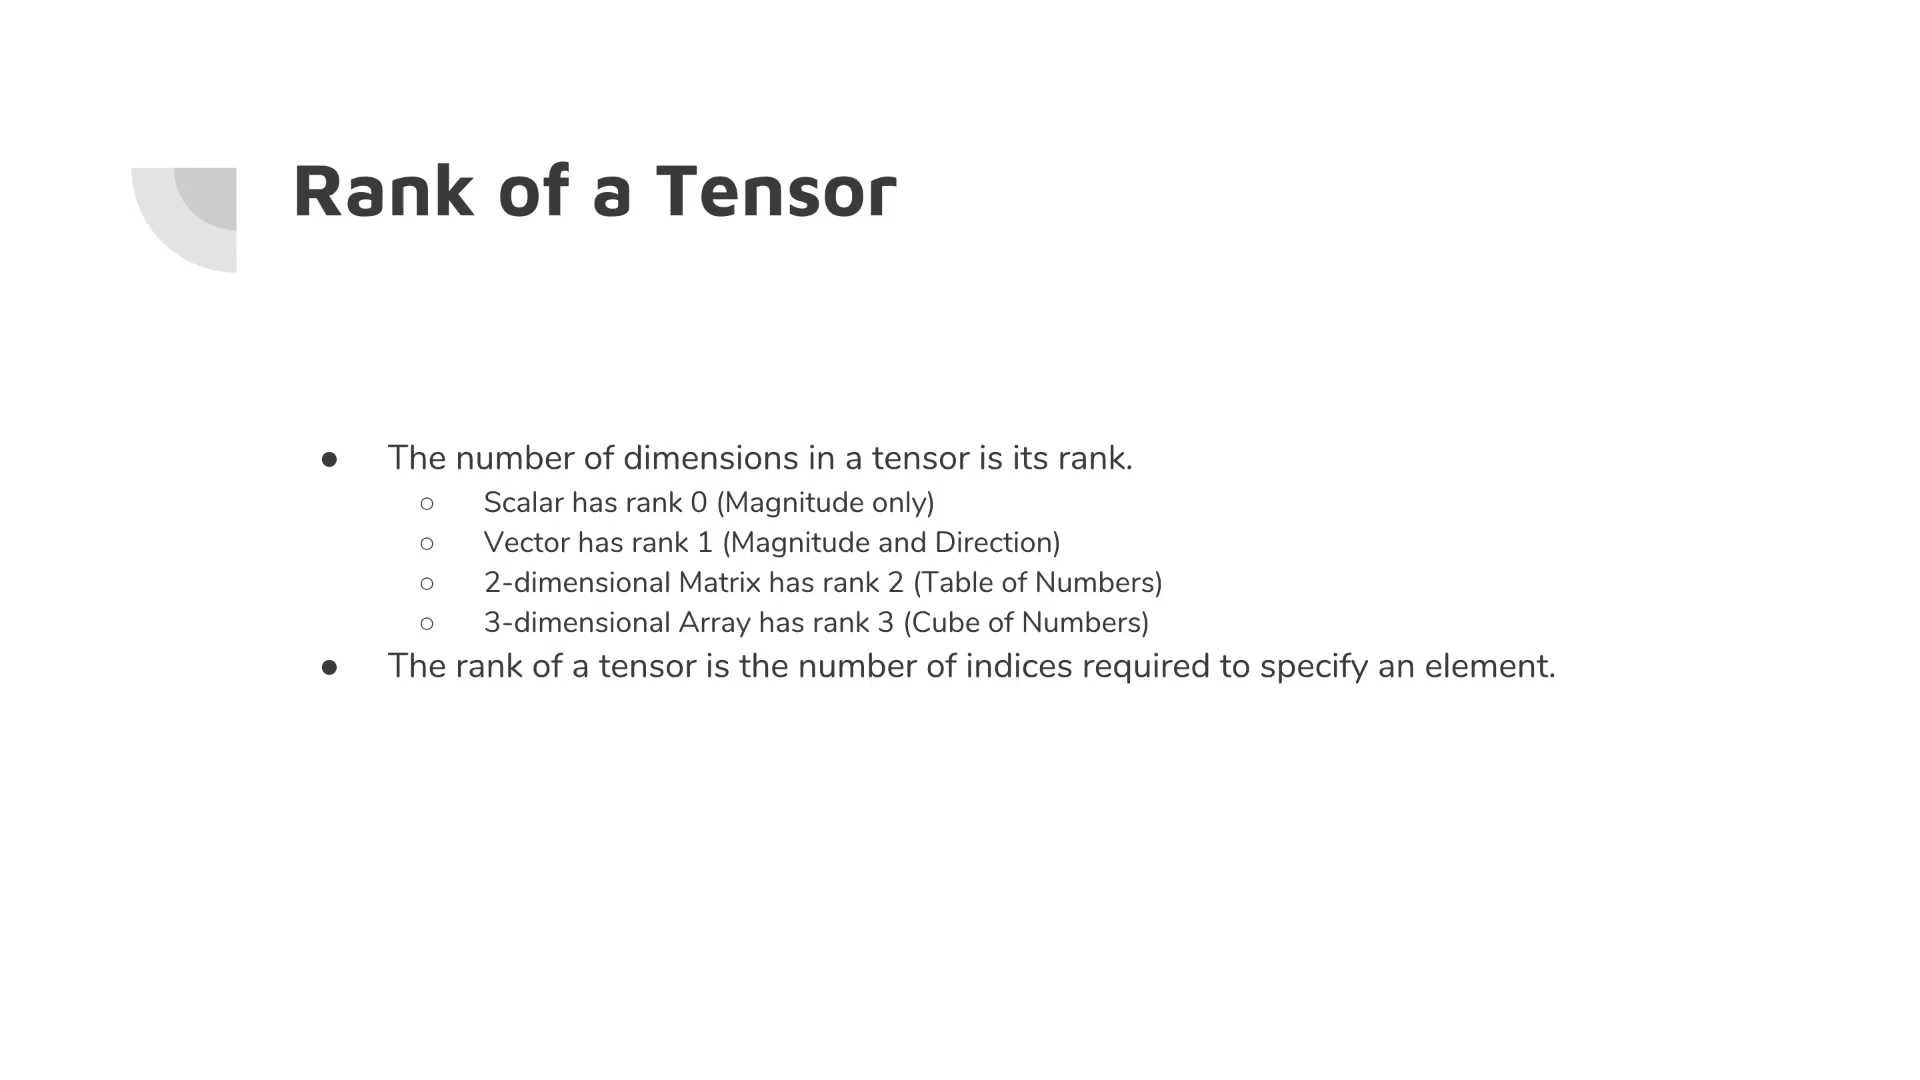 Rank of a Tensor
● The number of dimensions in a tensor is its rank.
○ Scalar has rank 0 (Magnitude only)
○ Vector has rank 1 (Magnitude and Direction)
○ 2-dimensional Matrix has rank 2 (Table of Numbers)
○ 3-dimensional Array has rank 3 (Cube of Numbers)
● The rank of a tensor is the number of indices required to specify an element.